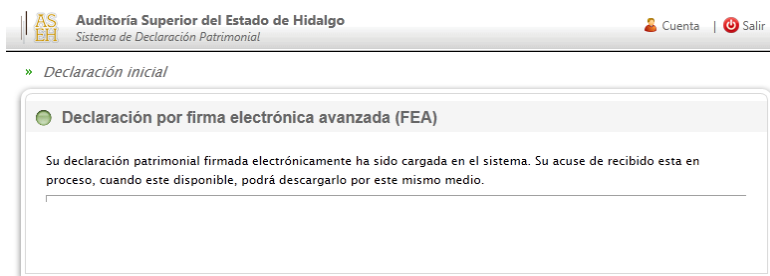 ASEH Auditoría Superior del Estado de Hidalgo
Sistema de Declaración Patrimonial
Cuenta | Salir
» Declaración inicial
Declaración por firma electrónica avanzada (FEA)
Su declaración patrimonial firmada electrónicamente ha sido cargada en el sistema. Su acuse de recibido esta en
proceso, cuando este disponible, podrá descargarlo por este mismo medio.